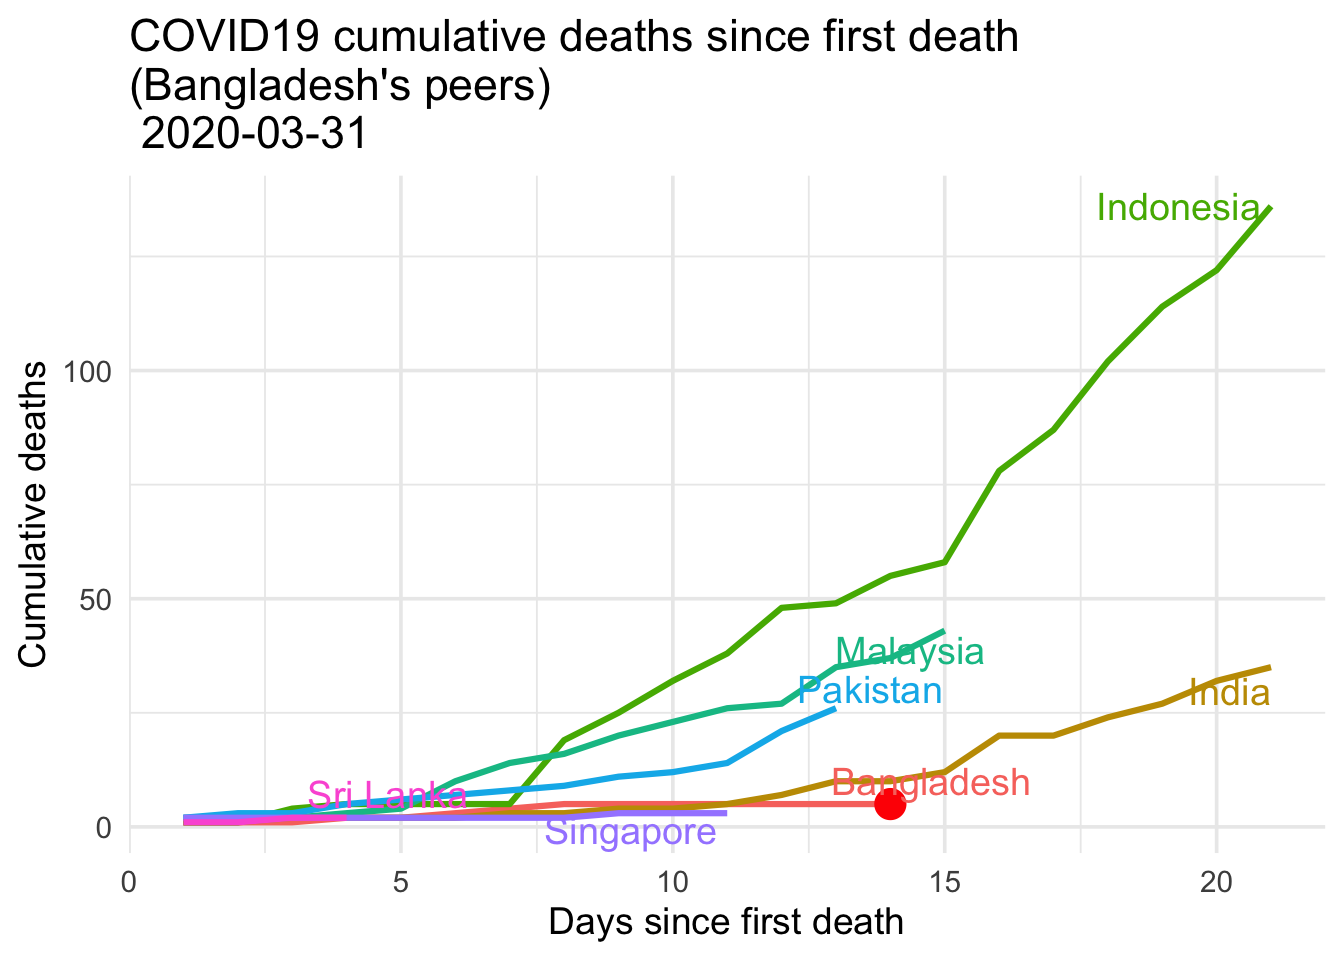 COVID19 cumulative deaths since first death
(Bangladesh's peers)
2020-03-31
Indonesia
100
Cumulative deaths
50
Malaysia
Pakistan
India
Bangladesh
Sri Lanka
Singapore
0
0 5 10 15 20
Days since first death